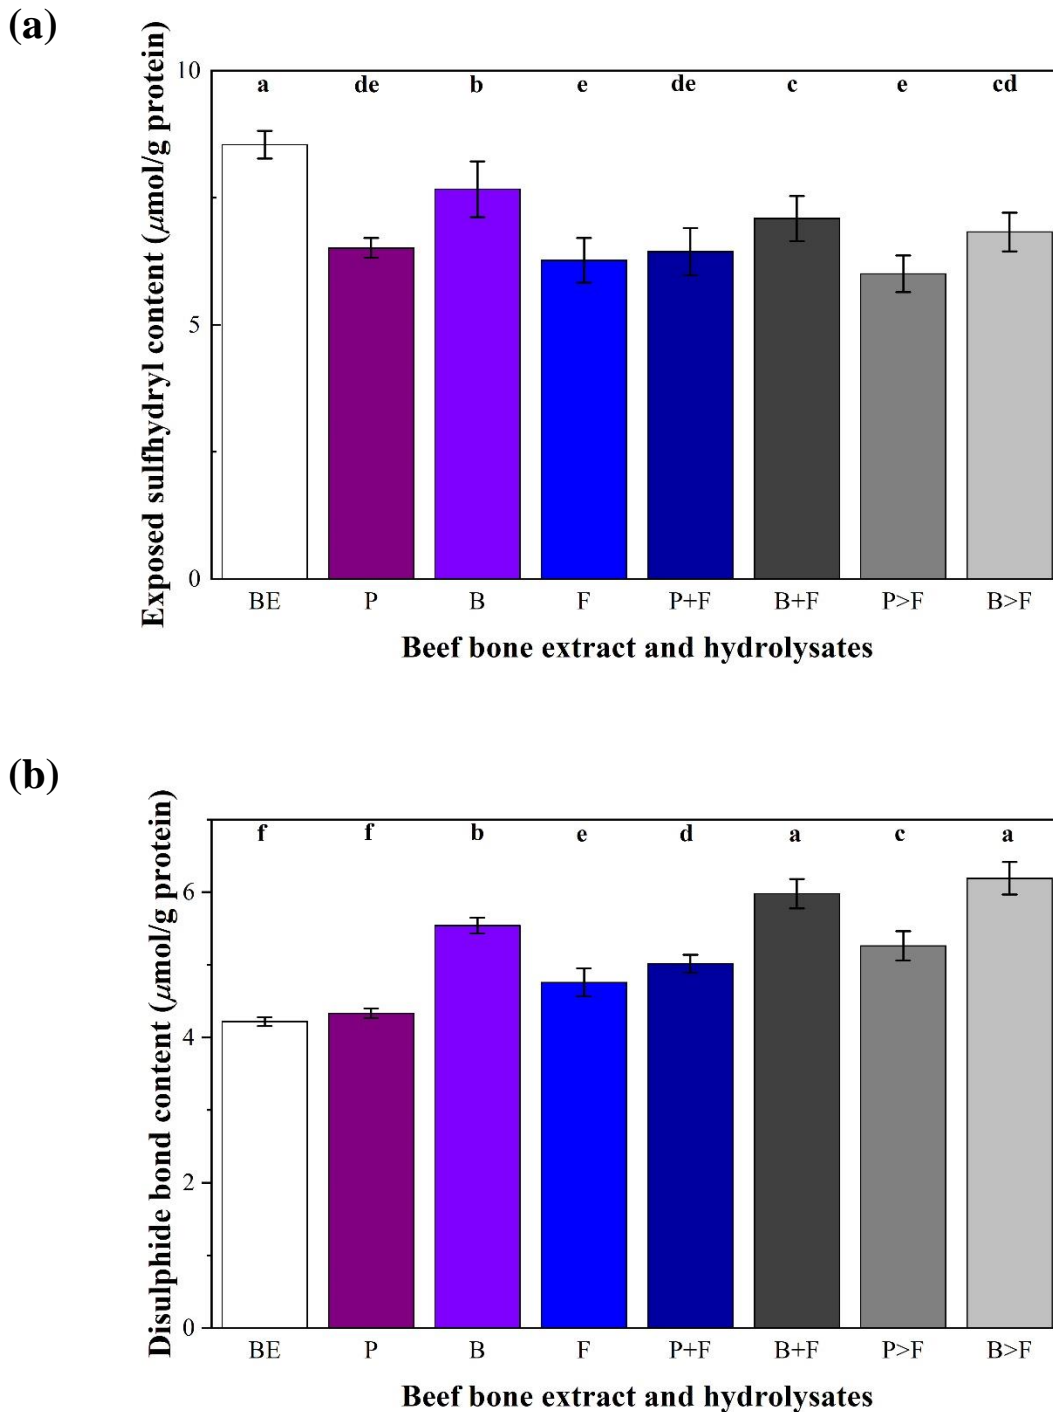 (a)
Exposed sulfhydryl content (μmol/g protein)
10
5
0
a de b e de c e cd
BE P B F P+F B+F P>F B>F
Beef bone extract and hydrolysates
(b)
Disulphide bond content (μmol/g protein)
6
4
2
0
f f b e d a c a
BE P B F P+F B+F P>F B>F
Beef bone extract and hydrolysates